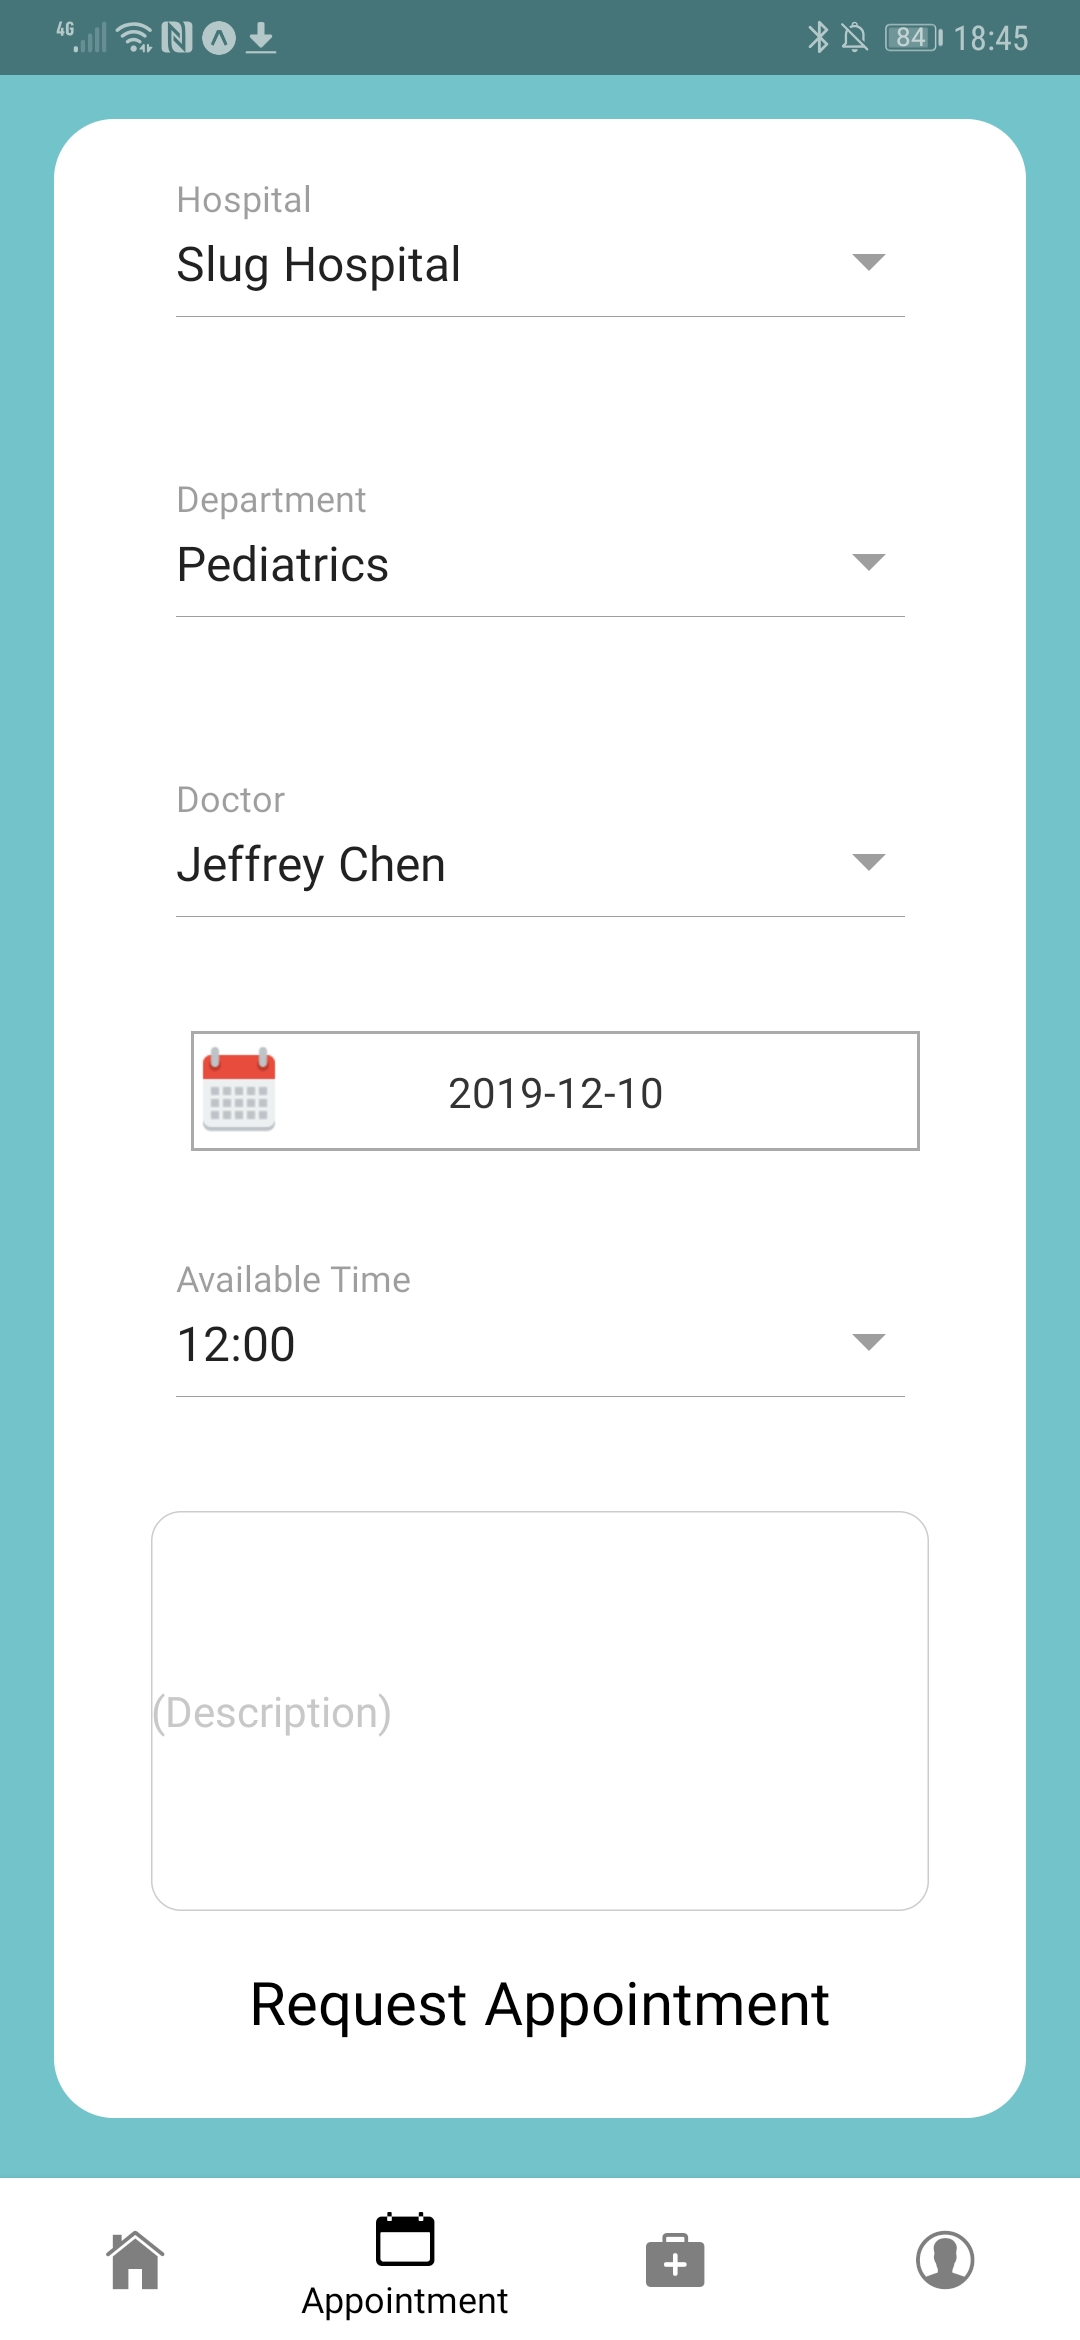 4G 84 18:45
Hospital
Slug Hospital
Department
Pediatrics
Doctor
Jeffrey Chen
2019-12-10
Available Time
12:00
(Description)
Request Appointment
Appointment